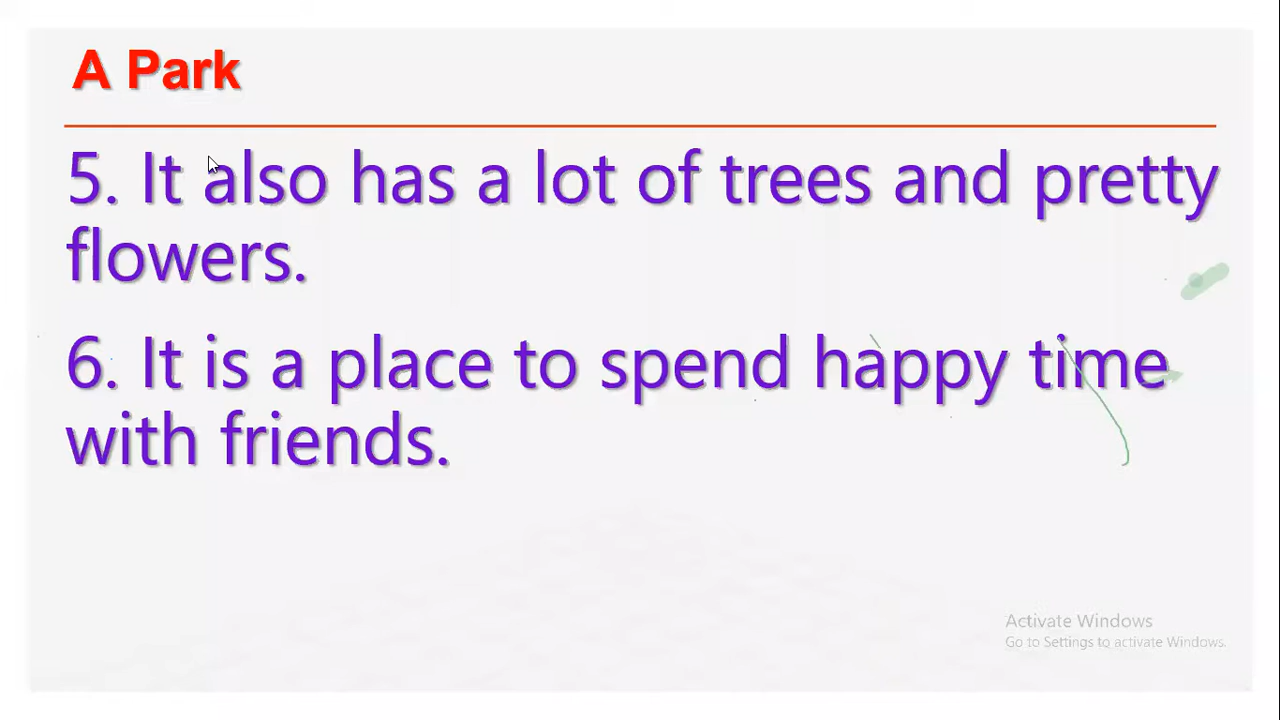 A Park
5. It also has a lot of trees and pretty
flowers.
6. It is a place to spend happy time
with friends.
Activate Windows
Go to Settings to activate Windows.